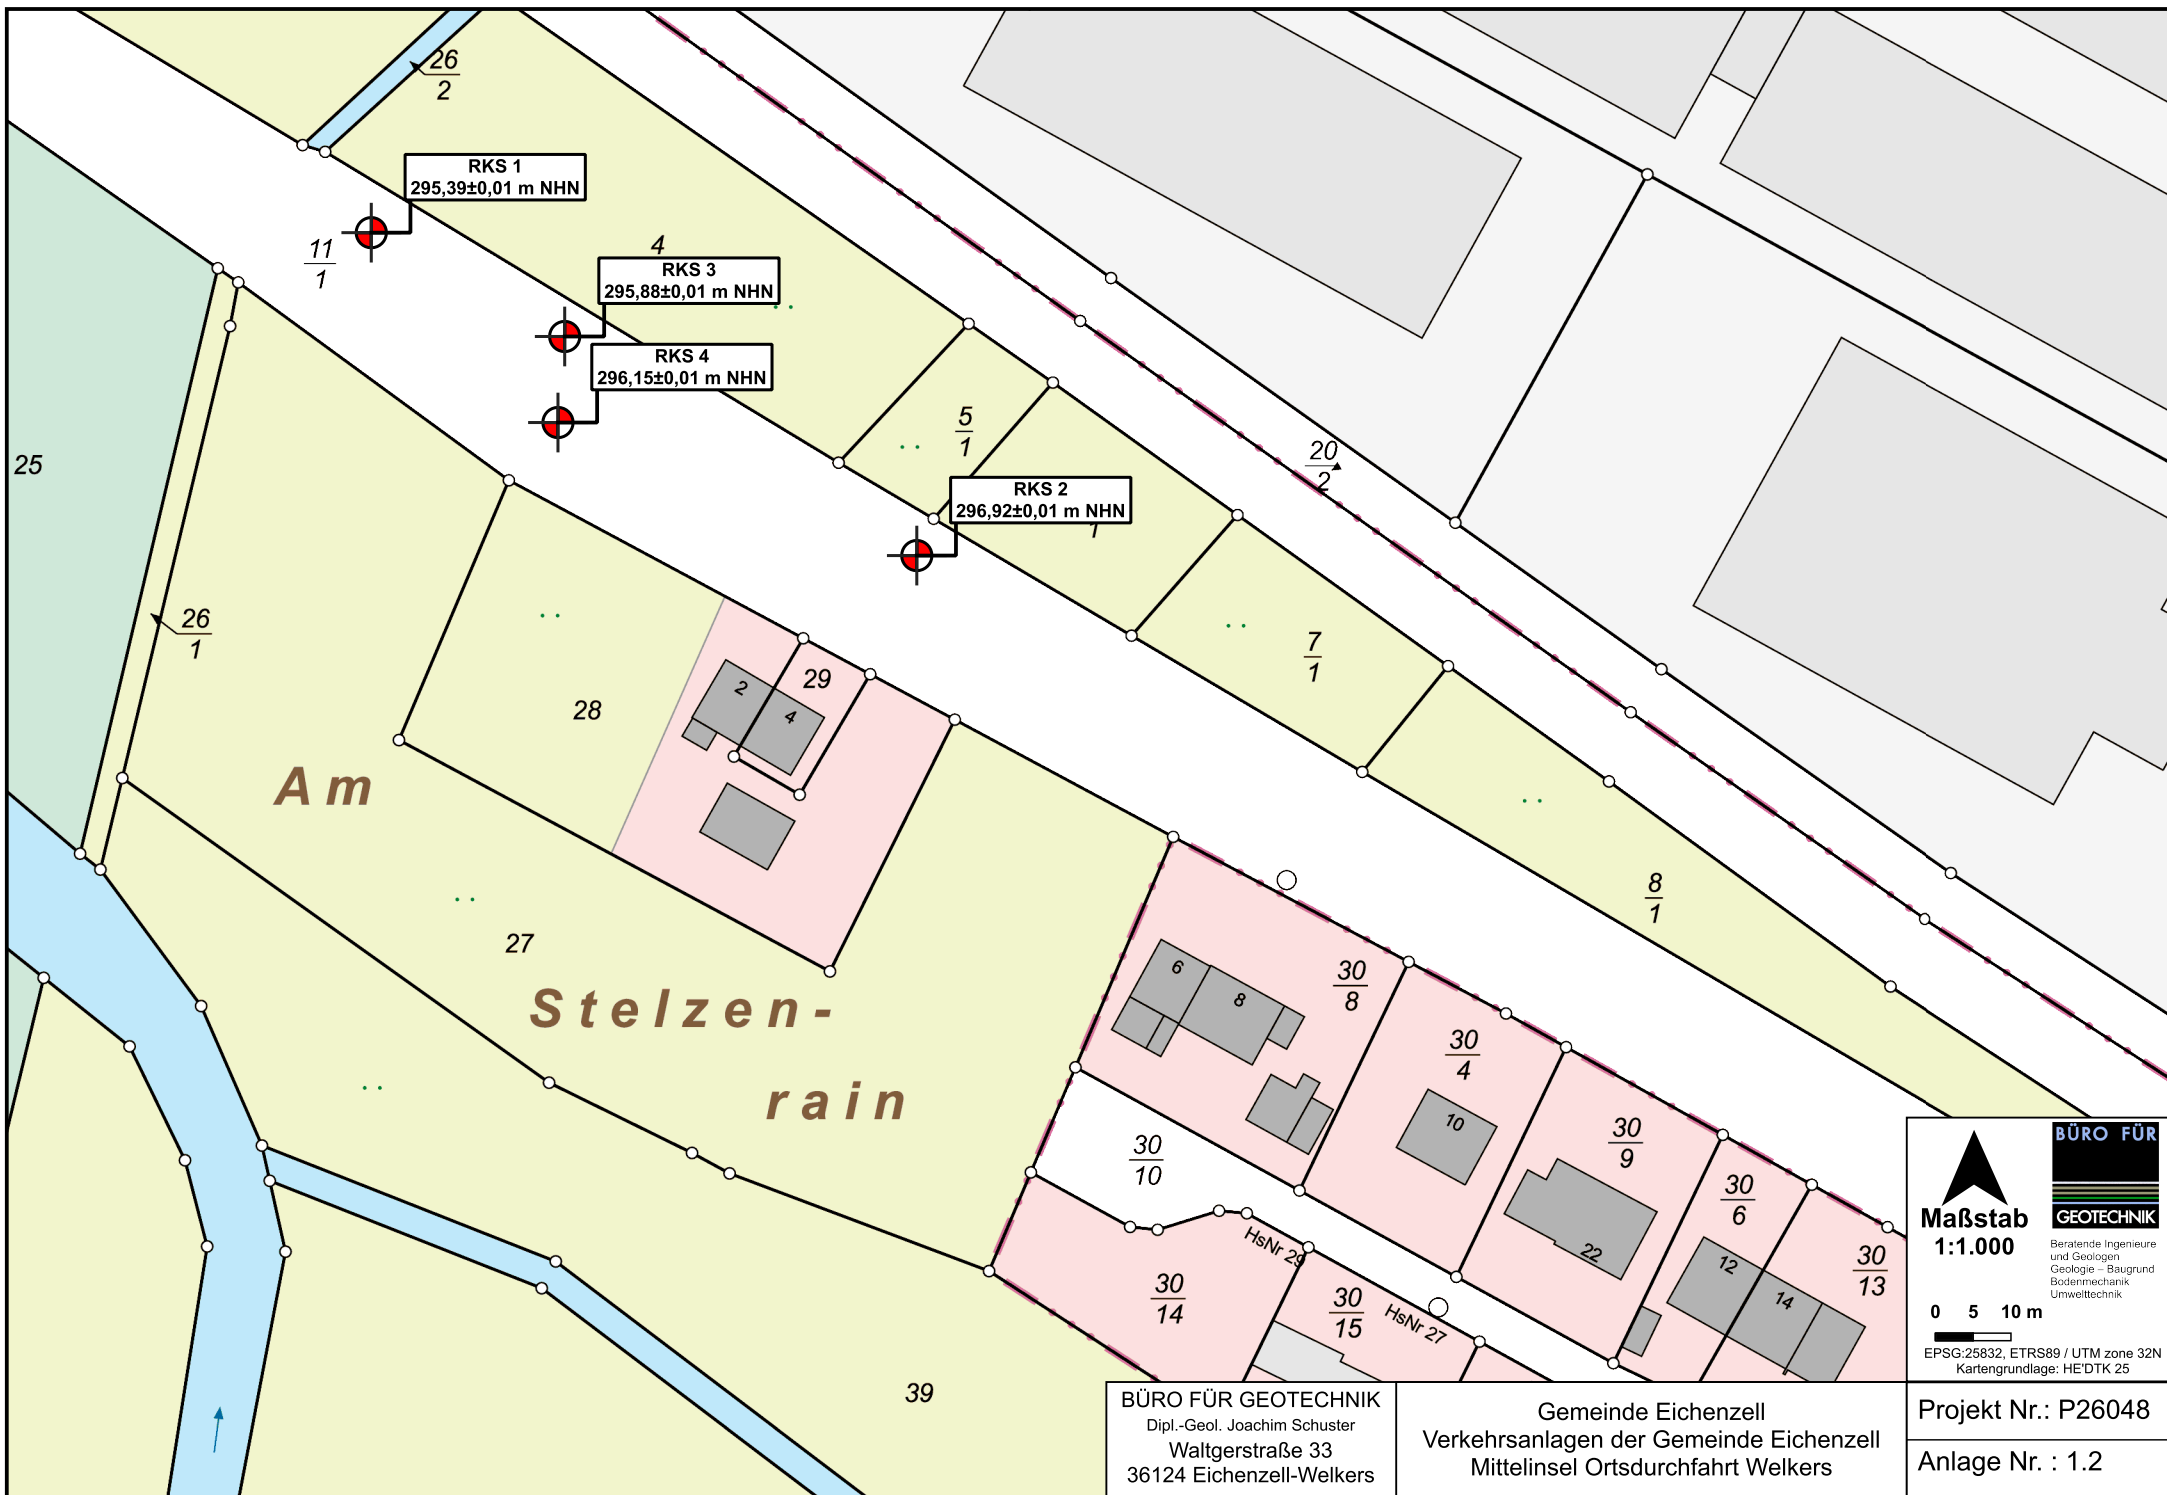 26
2
RKS 1
295,39±0,01 m NHN
11
1
4
RKS 3
295,88±0,01 m NHN
RKS 4
296,15±0,01 m NHN
25
5
1
20
2
RKS 2
296,92±0,01 m NHN
1
26
1
7
1
28
29
2
4
Am
27
Stelzen-
rain
8
1
6
8
30
8
30
4
10
30
9
22
30
10
30
6
12
14
30
13
HsNr 29
30
14
30
15
HsNr 27
39
Maßstab
1:1.000
0 5 10 m
BÜRO FÜR
GEOTECHNIK
Beratende Ingenieure
und Geologen
Geologie – Baugrund
Bodenmechanik
Umwelttechnik
EPSG:25832, ETRS89 / UTM zone 32N
Kartengrundlage: HE'DTK 25
BÜRO FÜR GEOTECHNIK
Dipl.-Geol. Joachim Schuster
Waltgerstraße 33
36124 Eichenzell-Welkers
Gemeinde Eichenzell
Verkehrsanlagen der Gemeinde Eichenzell
Mittelinsel Ortsdurchfahrt Welkers
Projekt Nr.: P26048
Anlage Nr. : 1.2